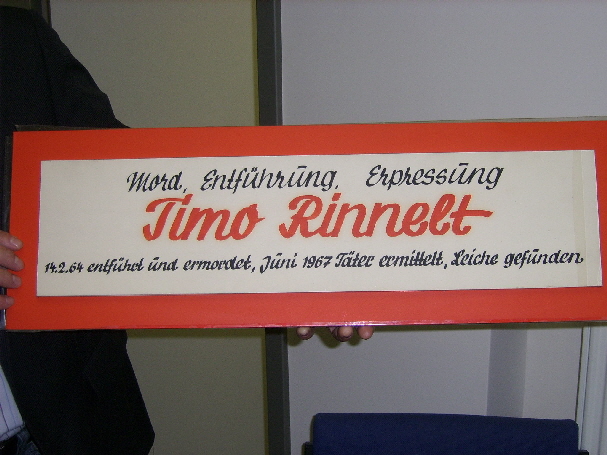 Mord, Entführung, Erpressung
Timo Rinnelt
14.2.64 entführt und ermordet, Juni 1967 Täter ermittelt, Leiche gefunden